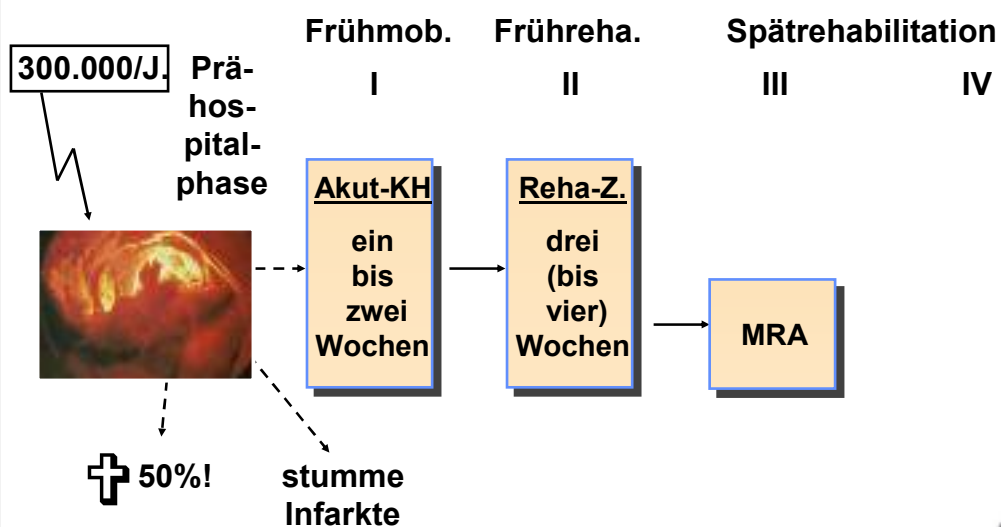 Frühmob.
Frühreha.
Spätrehabilitation
300.000/J.
Prä-
hos-
pital-
phase
I
II
III
IV
Akut-KH
ein
bis
zwei
Wochen
Reha-Z.
drei
(bis
vier)
Wochen
MRA
50%!
stumme
Infarkte